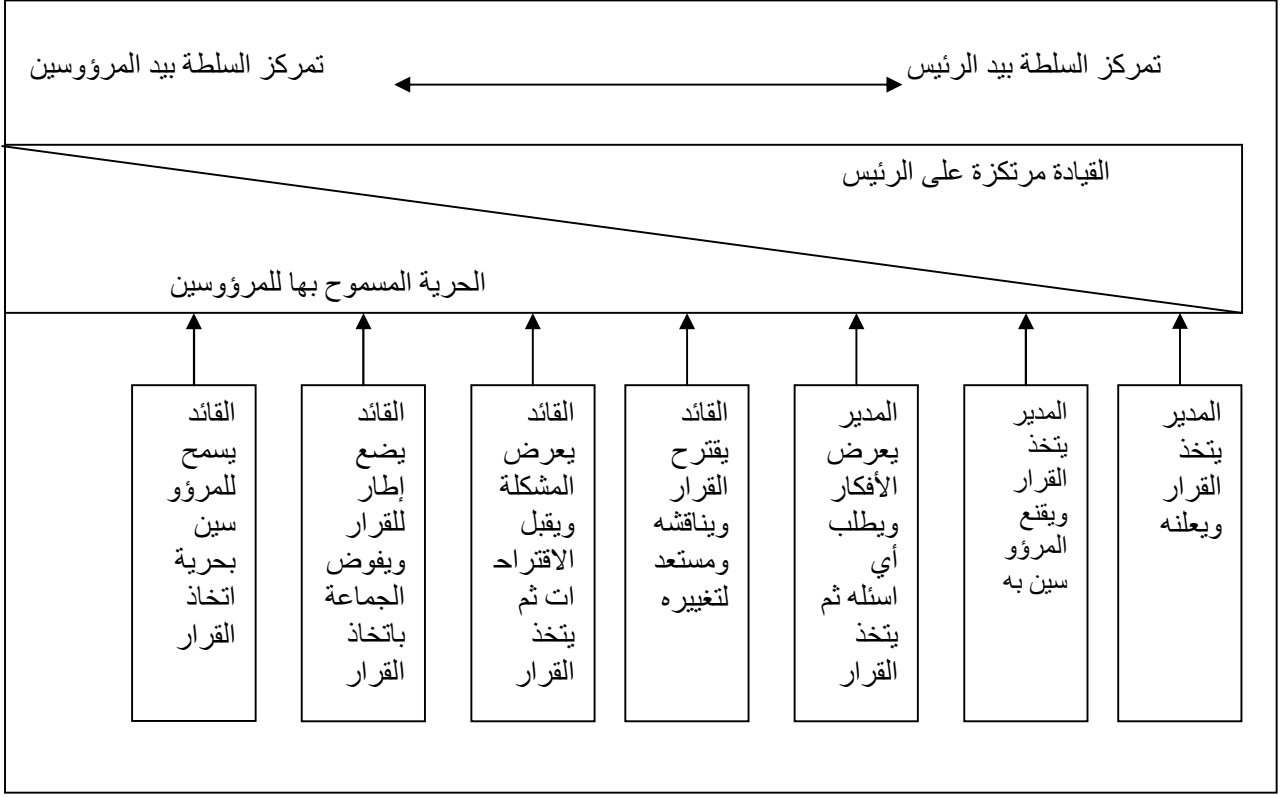 تمركز السلطة بيد الرئيس
تمركز السلطة بيد المرؤوسين
القيادة مرتكزة على الرئيس
الحرية المسموح بها للمرؤوسين
المدير
يتخذ
القرار
ويعلنه
المدير
يتخذ
القرار
ويقنع
المرؤو
سين به
المدير
يعرض
الأفكار
ويطلب
أي
اسئله ثم
يتخذ
القرار
القائد
يقترح
القرار
ويناقشه
ومستعد
لتغييره
القائد
يعرض
المشكلة
ويقبل
الاقتراح
ات ثم
يتخذ
القرار
القائد
يضع
إطار
للقرار
ويفوض
الجماعة
باتخاذ
القرار
القائد
يسمح
للمرؤو
سين
بحرية
اتخاذ
القرار